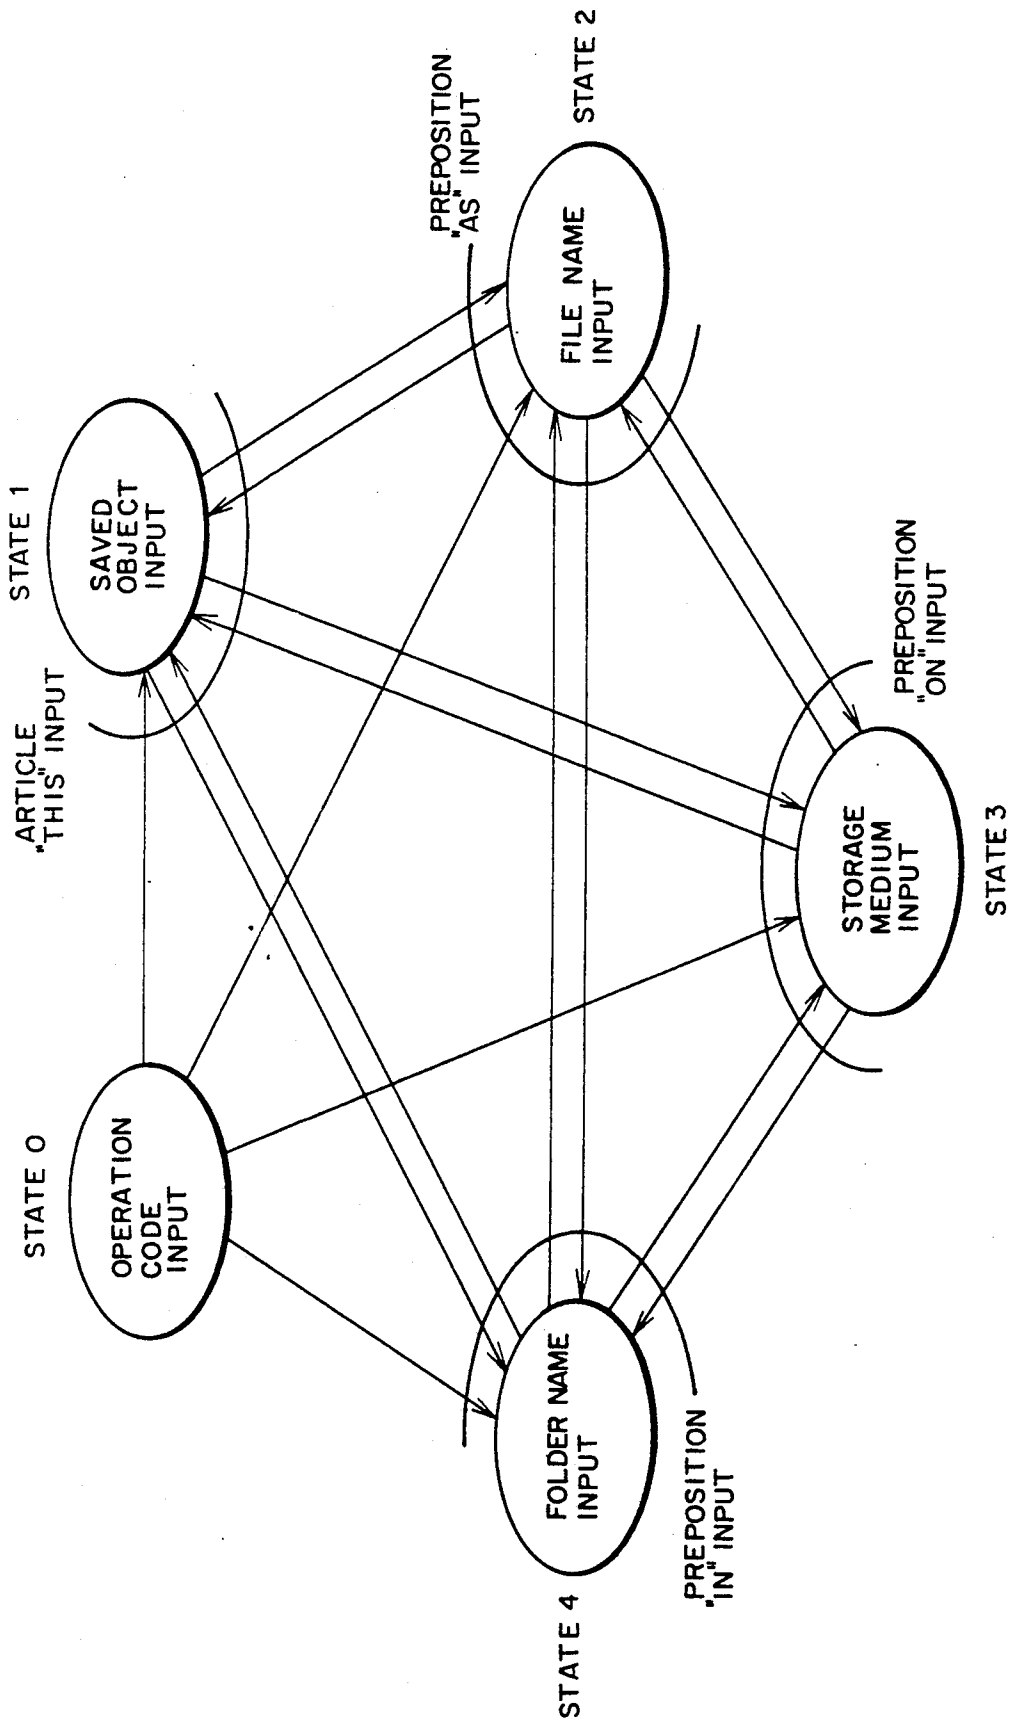 STATE 0
OPERATION
CODE
INPUT
STATE 1
SAVED
OBJECT
INPUT
"ARTICLE
THIS" INPUT
PREPOSITION
"AS" INPUT
FILE NAME
INPUT
STATE 2
STATE 4
FOLDER NAME
INPUT
PREPOSITION
"IN" INPUT
STORAGE
MEDIUM
INPUT
STATE 3
PREPOSITION
"ON" INPUT